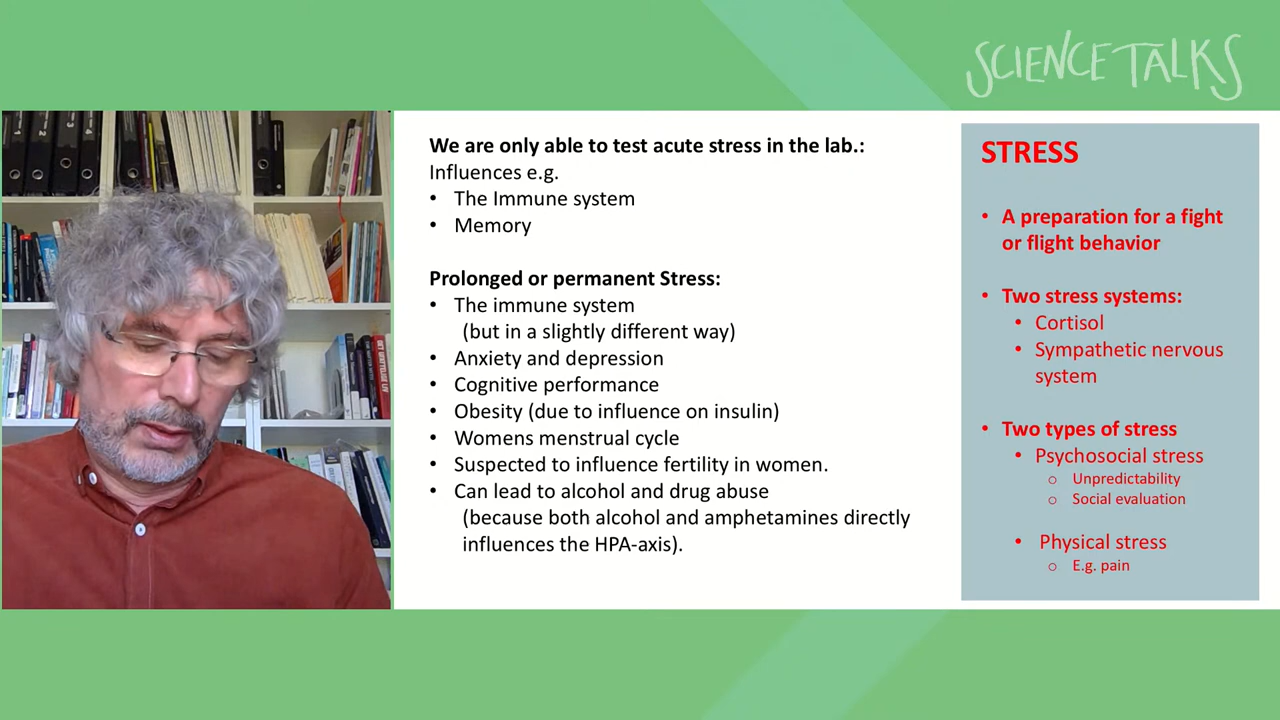 SCIENCE TALKS
We are only able to test acute stress in the lab.:
Influences e.g.
• The Immune system
• Memory
Prolonged or permanent Stress:
• The immune system
(but in a slightly different way)
• Anxiety and depression
• Cognitive performance
• Obesity (due to influence on insulin)
• Womens menstrual cycle
• Suspected to influence fertility in women.
• Can lead to alcohol and drug abuse
(because both alcohol and amphetamines directly
influences the HPA-axis).
STRESS
• A preparation for a fight
or flight behavior
• Two stress systems:
• Cortisol
• Sympathetic nervous
system
• Two types of stress
• Psychosocial stress
o Unpredictability
o Social evaluation
• Physical stress
o E.g. pain